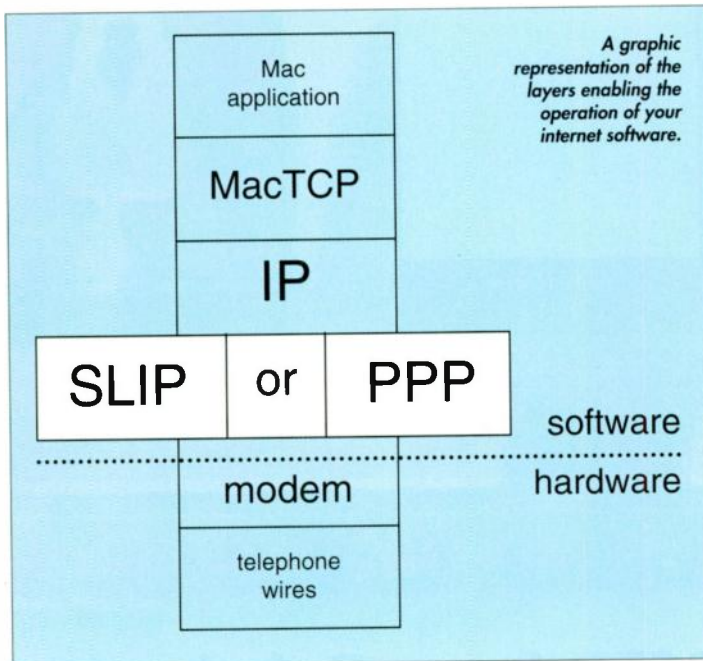 A graphic
representation of the
layers enabling the
operation of your
internet software.
Mac
application
MacTCP
IP
SLIP or PPP
software
hardware
modem
telephone
wires